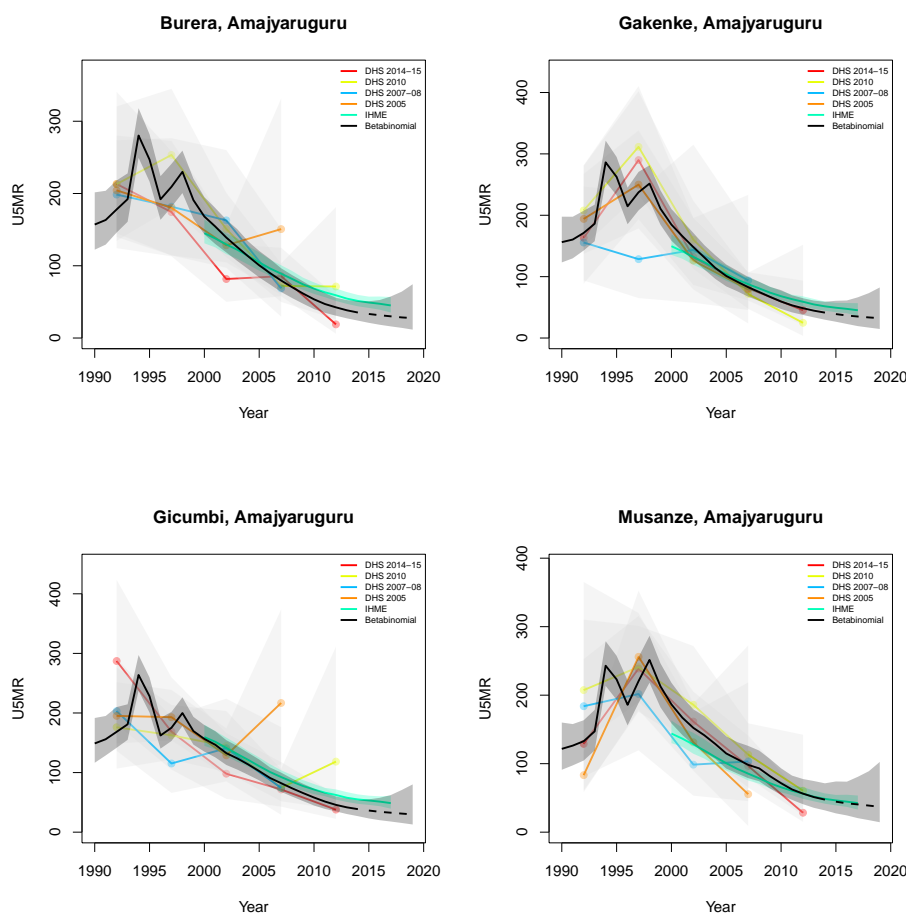 Burera, Amajyaruguru
U5MR
0 100 200 300
DHS 2014−15
DHS 2010
DHS 2007−08
DHS 2005
IHME
Betabinomial
1990 1995 2000 2005 2010 2015 2020
Year
Gakenke, Amajyaruguru
U5MR
0 100 200 300 400
DHS 2014−15
DHS 2010
DHS 2007−08
DHS 2005
IHME
Betabinomial
1990 1995 2000 2005 2010 2015 2020
Year
Gicumbi, Amajyaruguru
U5MR
0 100 200 300 400
DHS 2014−15
DHS 2010
DHS 2007−08
DHS 2005
IHME
Betabinomial
1990 1995 2000 2005 2010 2015 2020
Year
Musanze, Amajyaruguru
U5MR
0 100 200 300 400
DHS 2014−15
DHS 2010
DHS 2007−08
DHS 2005
IHME
Betabinomial
1990 1995 2000 2005 2010 2015 2020
Year